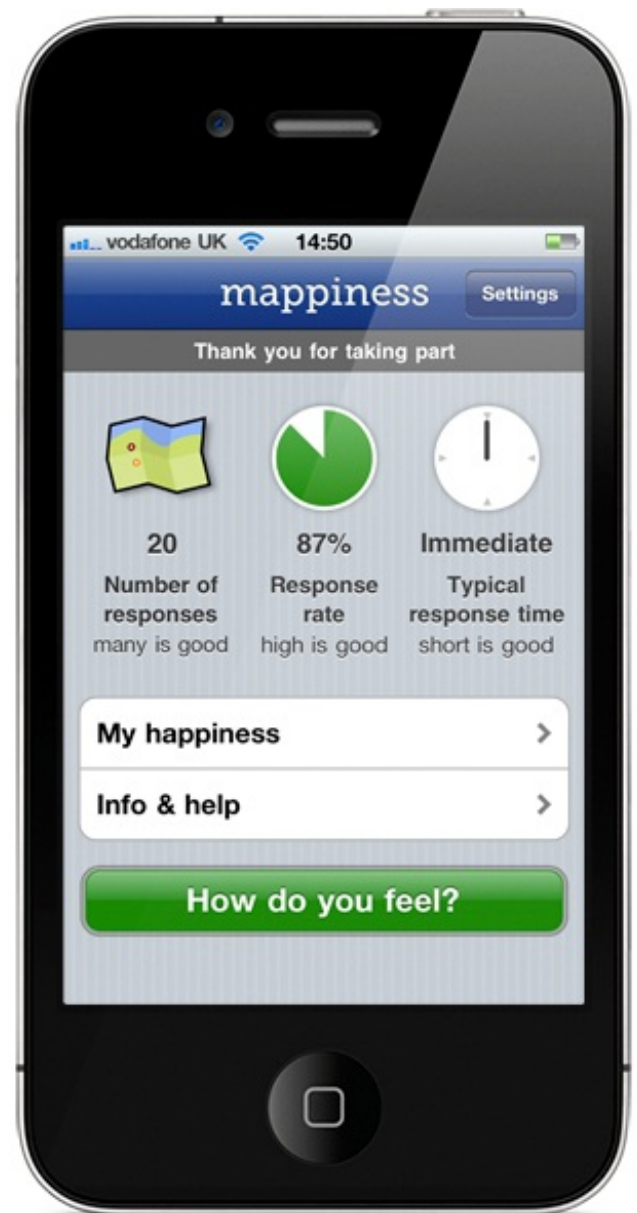 vodafone UK 14:50
mappiness
Settings
Thank you for taking part
20
Number of
responses
many is good
87%
Response
rate
high is good
Immediate
Typical
response time
short is good
My happiness
Info & help
How do you feel?